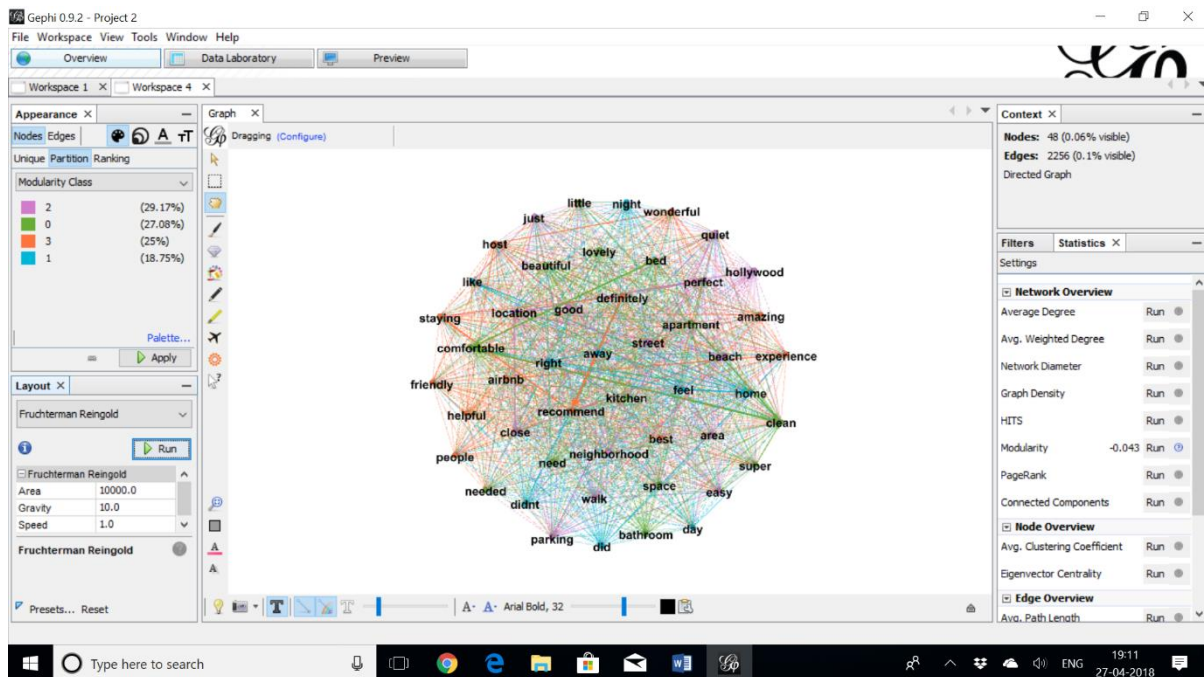 Gephi 0.9.2 - Project 2
File Workspace View Tools Window Help
Overview Data Laboratory Preview
Workspace 1 X Workspace 4 X
Appearance X
Nodes Edges
Unique Partition Ranking
Modularity Class
2 (29.17%)
0 (27.08%)
3 (25%)
1 (18.75%)
Palette...
Apply
Layout X
Fruchterman Reingold
Run
Fruchterman Reingold
Area 10000.0
Gravity 10.0
Speed 1.0
Fruchterman Reingold
Presets... Reset
Graph X
Dragging (Configure)
little
night
wonderful
just
quiet
host
lovely
bed
beautiful
hollywood
like
perfect
definitely
staying
location
good
amazing
apartment
street
comfortable
away
beach
experience
right
friendly
airbnb
feel
home
kitchen
helpful
recommend
clean
close
best
area
people
need
neighborhood
super
needed
space
easy
didnt
walk
parking
did
bathroom
day
Arial Bold, 32
Context X
Nodes: 48 (0.06% visible)
Edges: 2256 (0.1% visible)
Directed Graph
Filters Statistics X
Settings
Network Overview
Average Degree Run
Avg. Weighted Degree Run
Network Diameter Run
Graph Density Run
HITS Run
Modularity -0.043 Run
PageRank Run
Connected Components Run
Node Overview
Avg. Clustering Coefficient Run
Eigenvector Centrality Run
Edge Overview
Avg. Path Length Run
Type here to search
ENG
19:11
27-04-2018